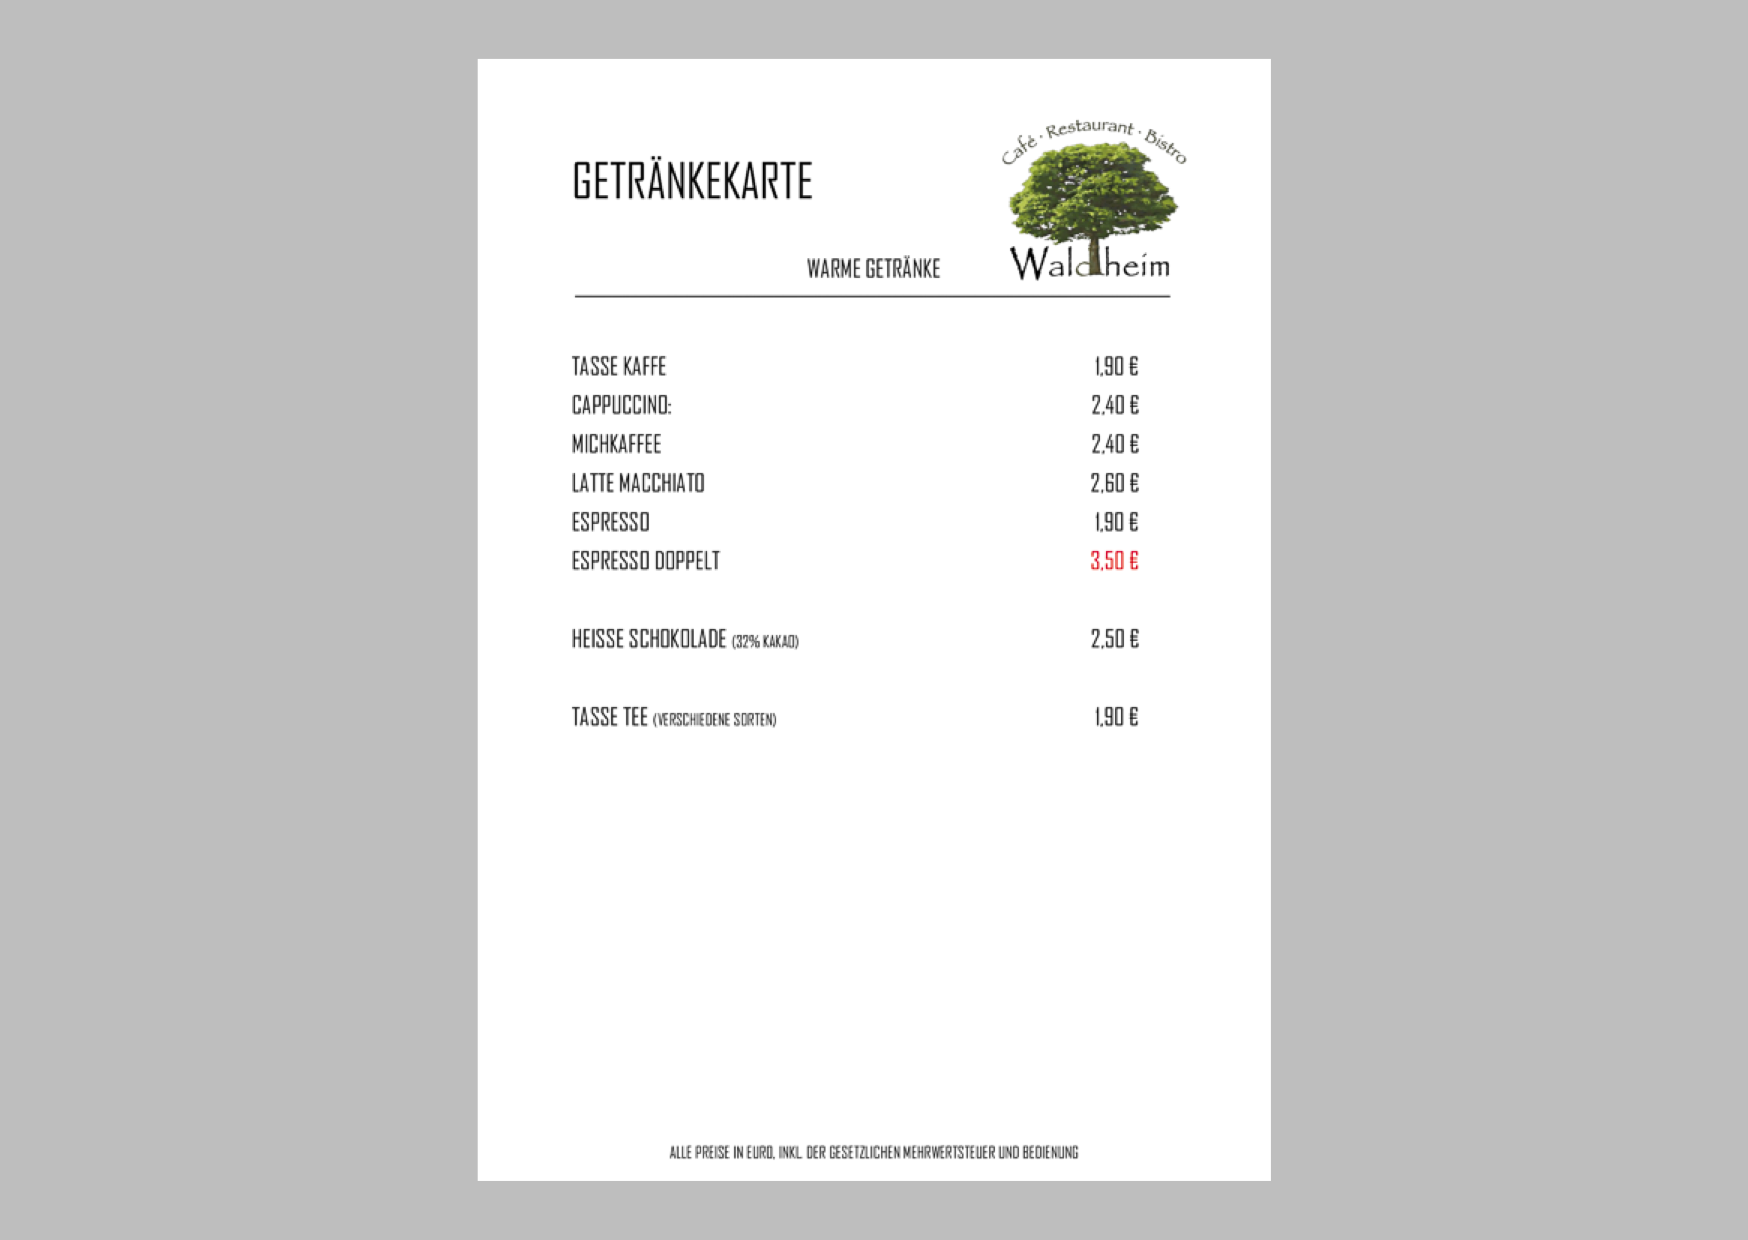 Café · Restaurant · Bistro
GETRÄNKEKARTE
Waldheim
WARME GETRÄNKE
TASSE KAFFE 1,90 €
CAPPUCCINO: 2,40 €
MICHKAFFEE 2,40 €
LATTE MACCHIATO 2,60 €
ESPRESSO 1,90 €
ESPRESSO DOPPELT 3,50 €
HEISSE SCHOKOLADE (32% KAKAO) 2,50 €
TASSE TEE (VERSCHIEDENE SORTEN) 1,90 €
ALLE PREISE IN EURO, INKL. DER GESETZLICHEN MEHRWERTSTEUER UND BEDIENUNG